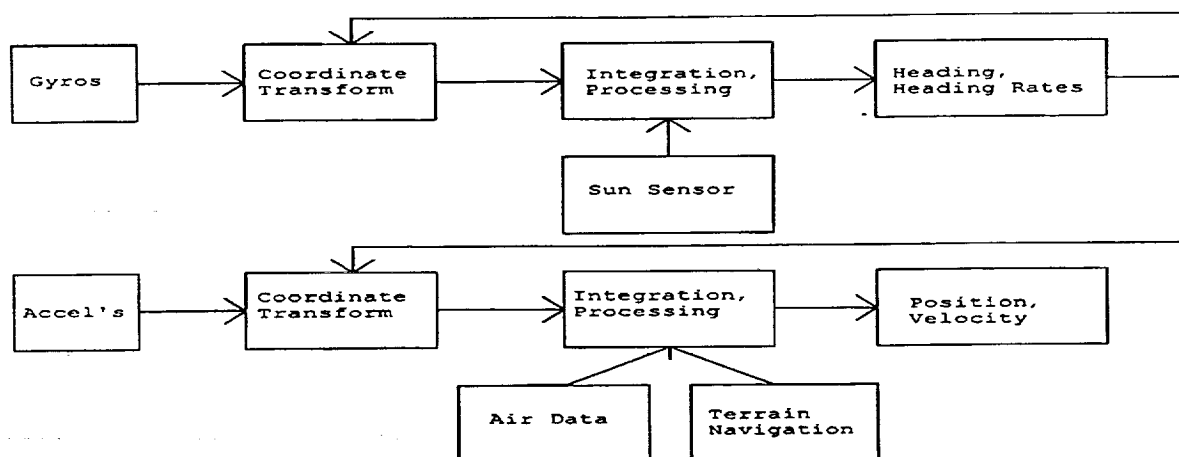 Gyros
Coordinate
Transform
Integration,
Processing
Heading,
Heading Rates
Sun Sensor
Accel's
Coordinate
Transform
Integration,
Processing
Position,
Velocity
Air Data
Terrain
Navigation